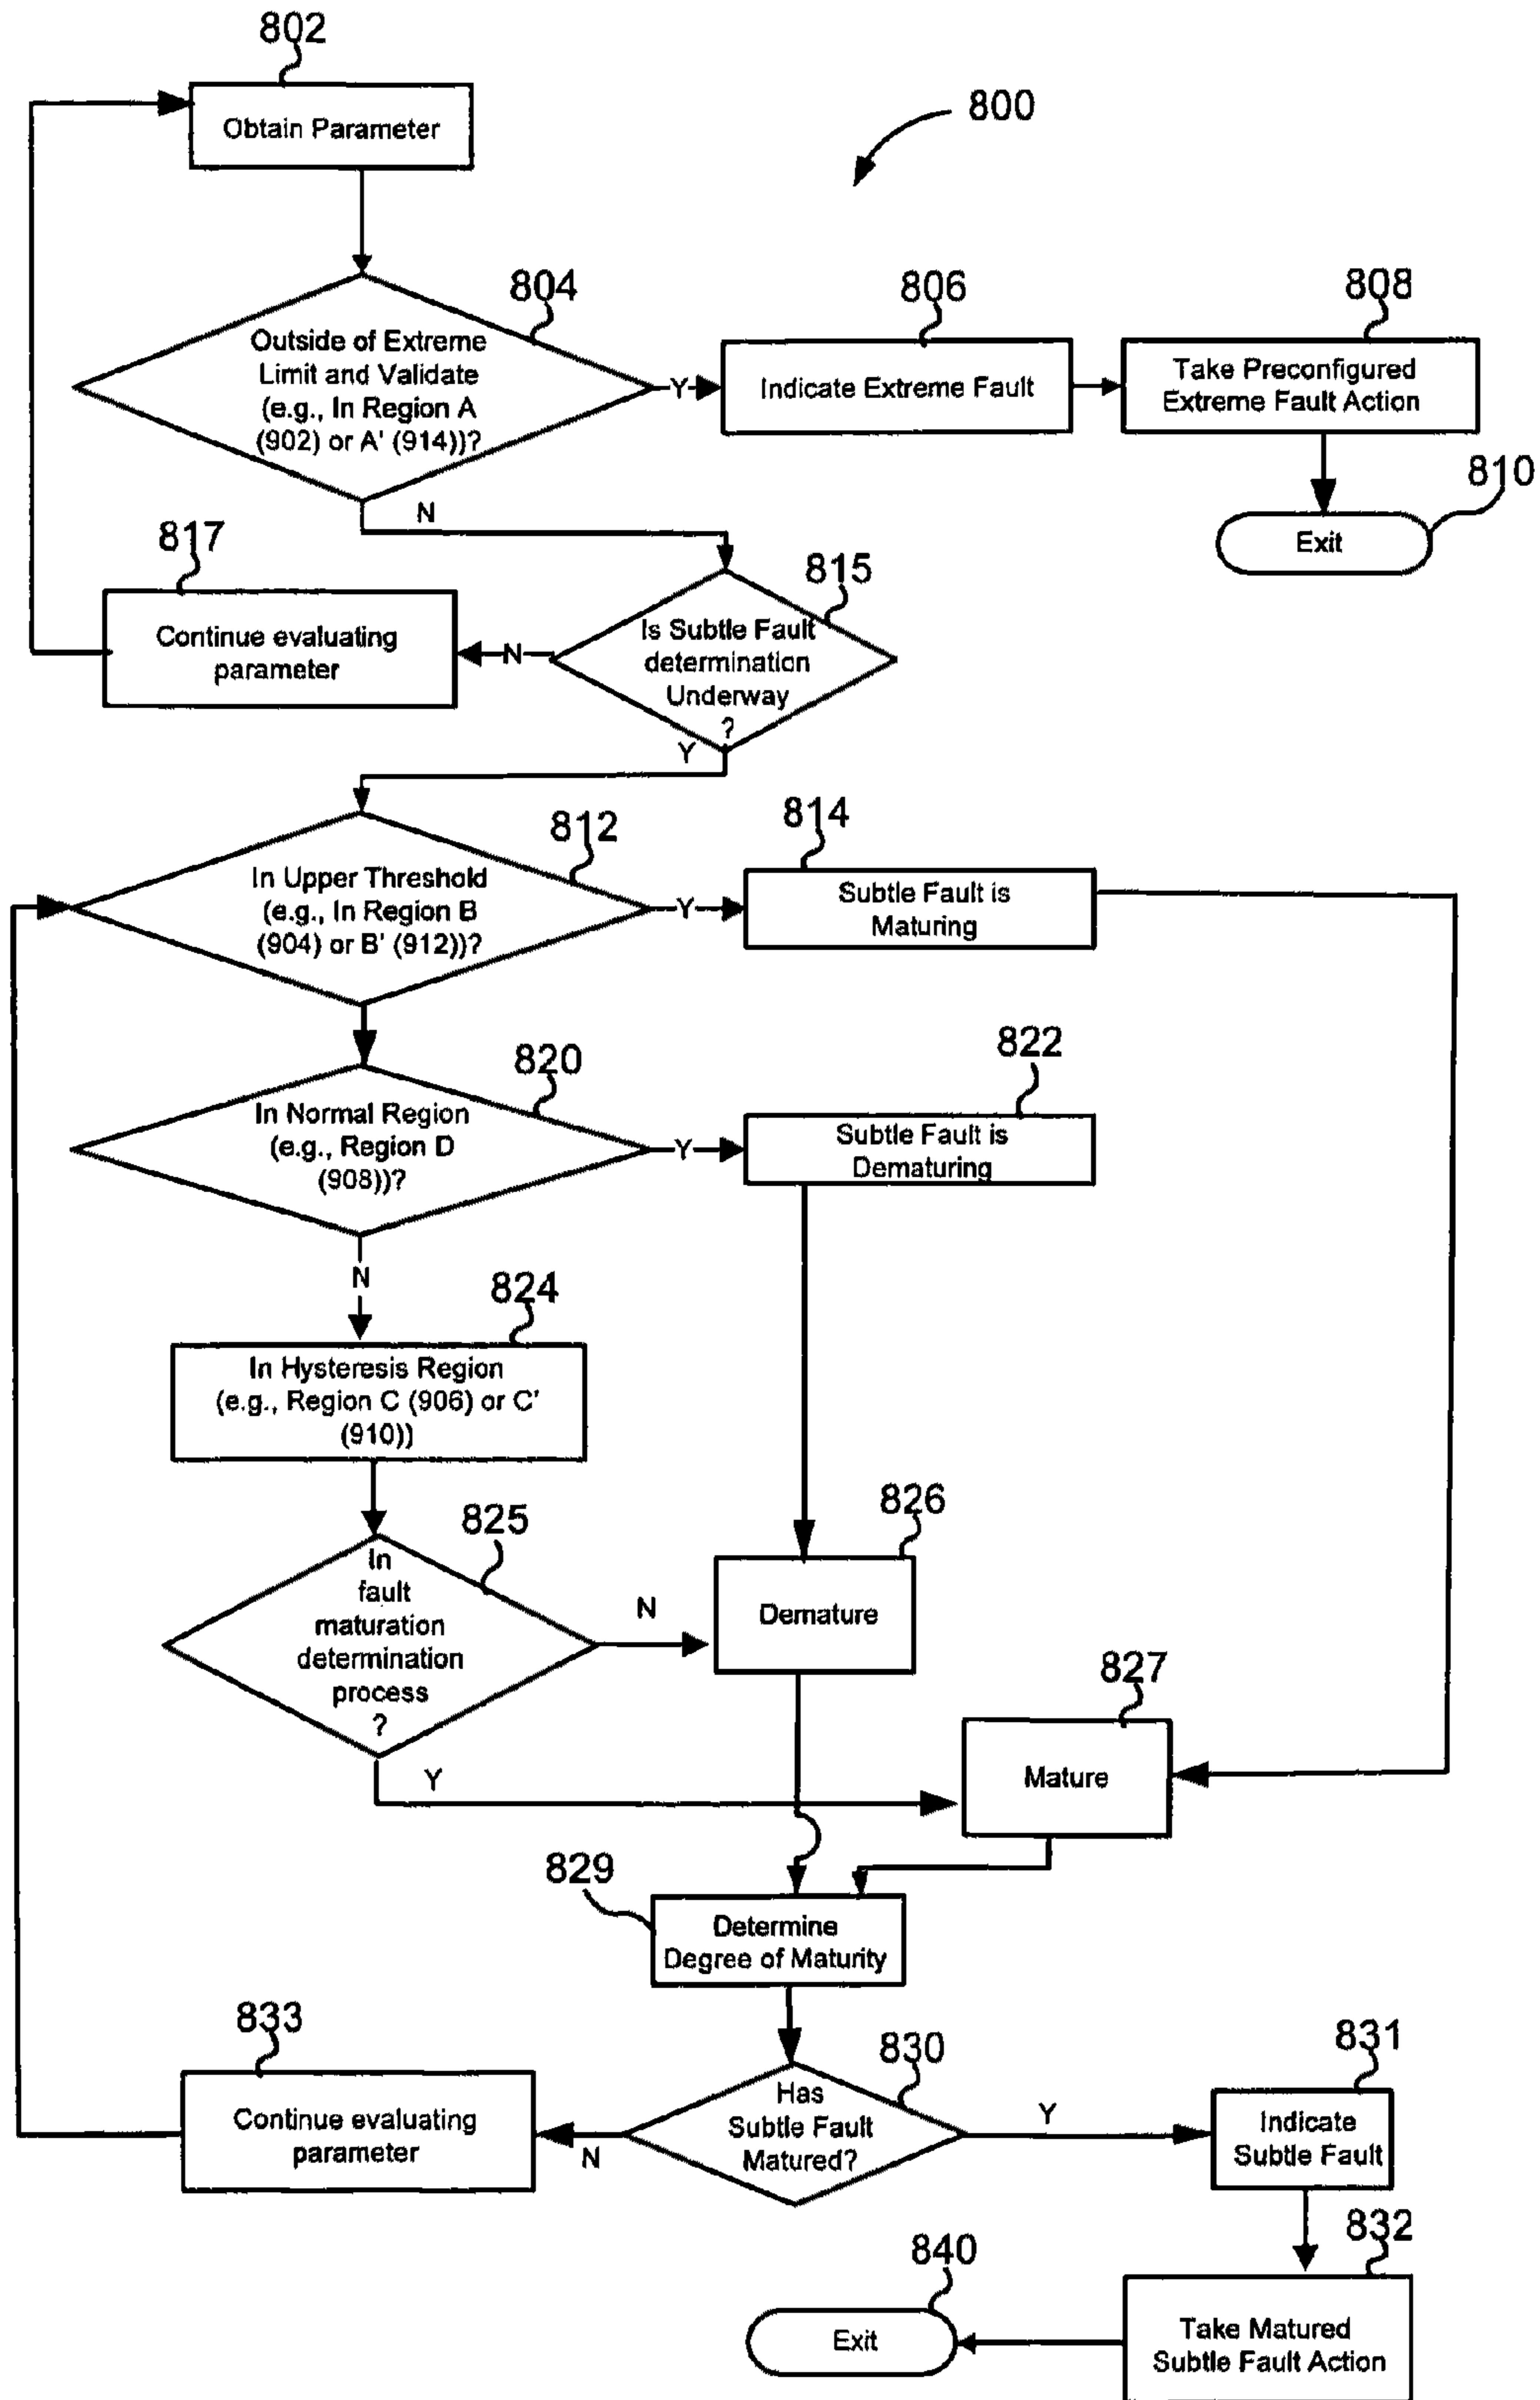 802
Obtain Parameter
800
804
Outside of Extreme
Limit and Validate
(e.g., In Region A
(902) or A' (914))?
Y
806
Indicate Extreme Fault
808
Take Preconfigured
Extreme Fault Action
810
Exit
N
817
Continue evaluating
parameter
N
815
Is Subtle Fault
determination
Underway
?
Y
812
In Upper Threshold
(e.g., In Region B
(904) or B' (912))?
Y
814
Subtle Fault is
Maturing
820
In Normal Region
(e.g., Region D
(908))?
Y
822
Subtle Fault is
Dematuring
N
824
In Hysteresis Region
(e.g., Region C (906) or C'
(910))
825
In
fault
maturation
determination
process
?
N
826
Demature
Y
827
Mature
829
Determine
Degree of Maturity
833
Continue evaluating
parameter
N
830
Has
Subtle Fault
Matured?
Y
831
Indicate
Subtle Fault
832
Take Matured
Subtle Fault Action
840
Exit